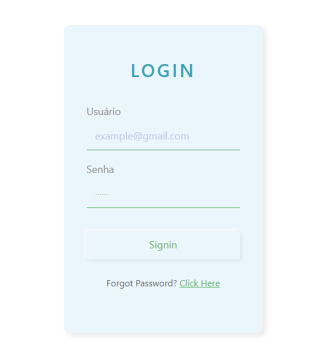 LOGIN
Usuário
example@gmail.com
Senha
Signin
Forgot Password? Click Here